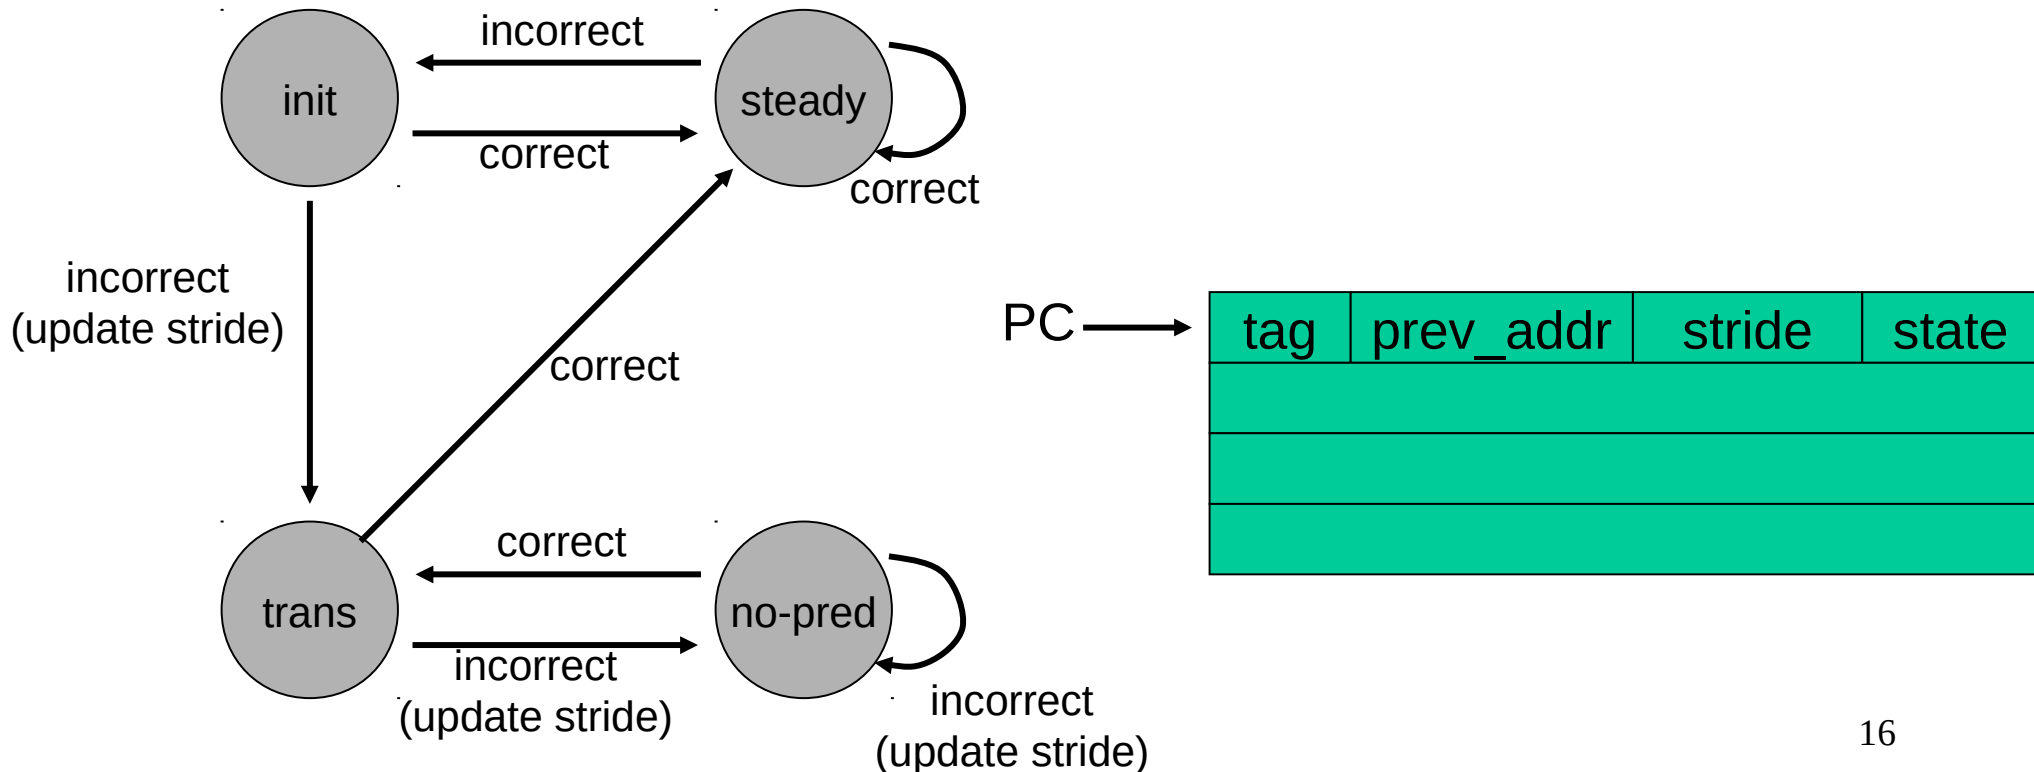 incorrect
init
steady
correct
correct
incorrect
(update stride)
correct
PC
tag prev_addr stride state
correct
trans
no-pred
incorrect
(update stride)
incorrect
(update stride)
16